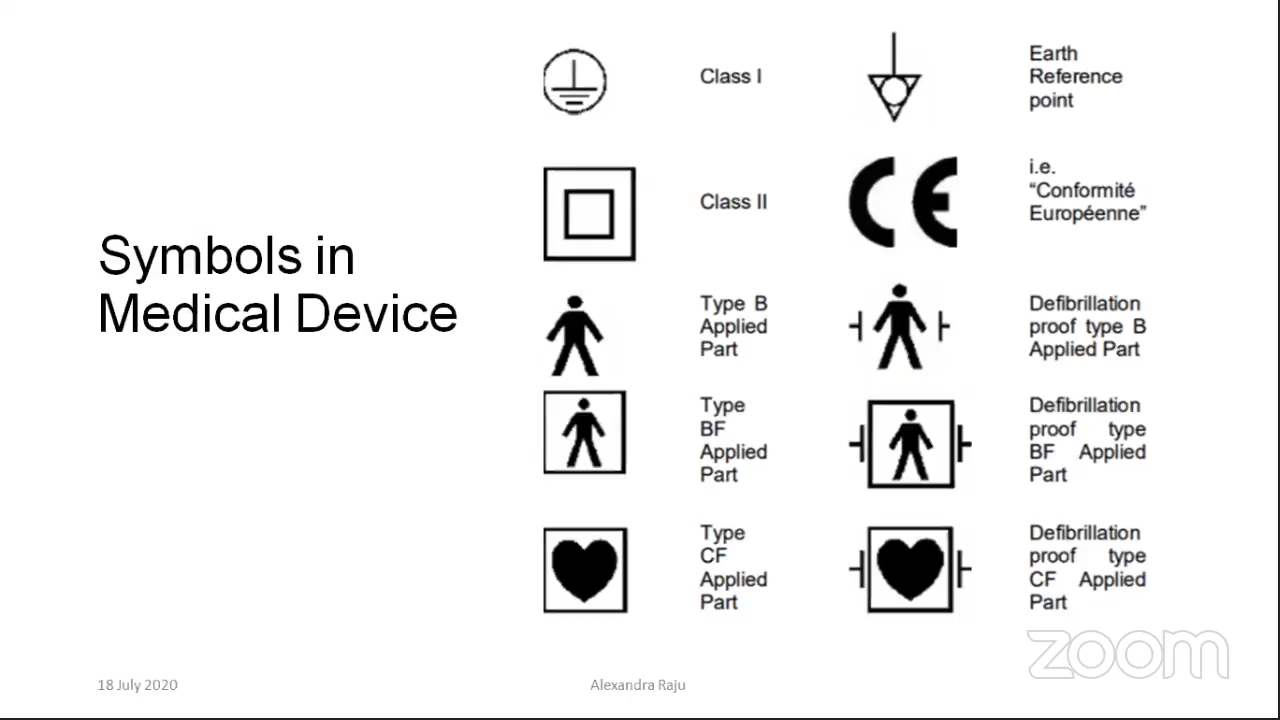 Symbols in
Medical Device
Class I
Earth
Reference
point
Class II
CE
i.e.
“Conformité
Européenne”
Type B
Applied
Part
Defibrillation
proof type B
Applied Part
Type
BF
Applied
Part
Defibrillation
proof type
BF Applied
Part
Type
CF
Applied
Part
Defibrillation
proof type
CF Applied
Part
zoom
18 July 2020
Alexandra Raju